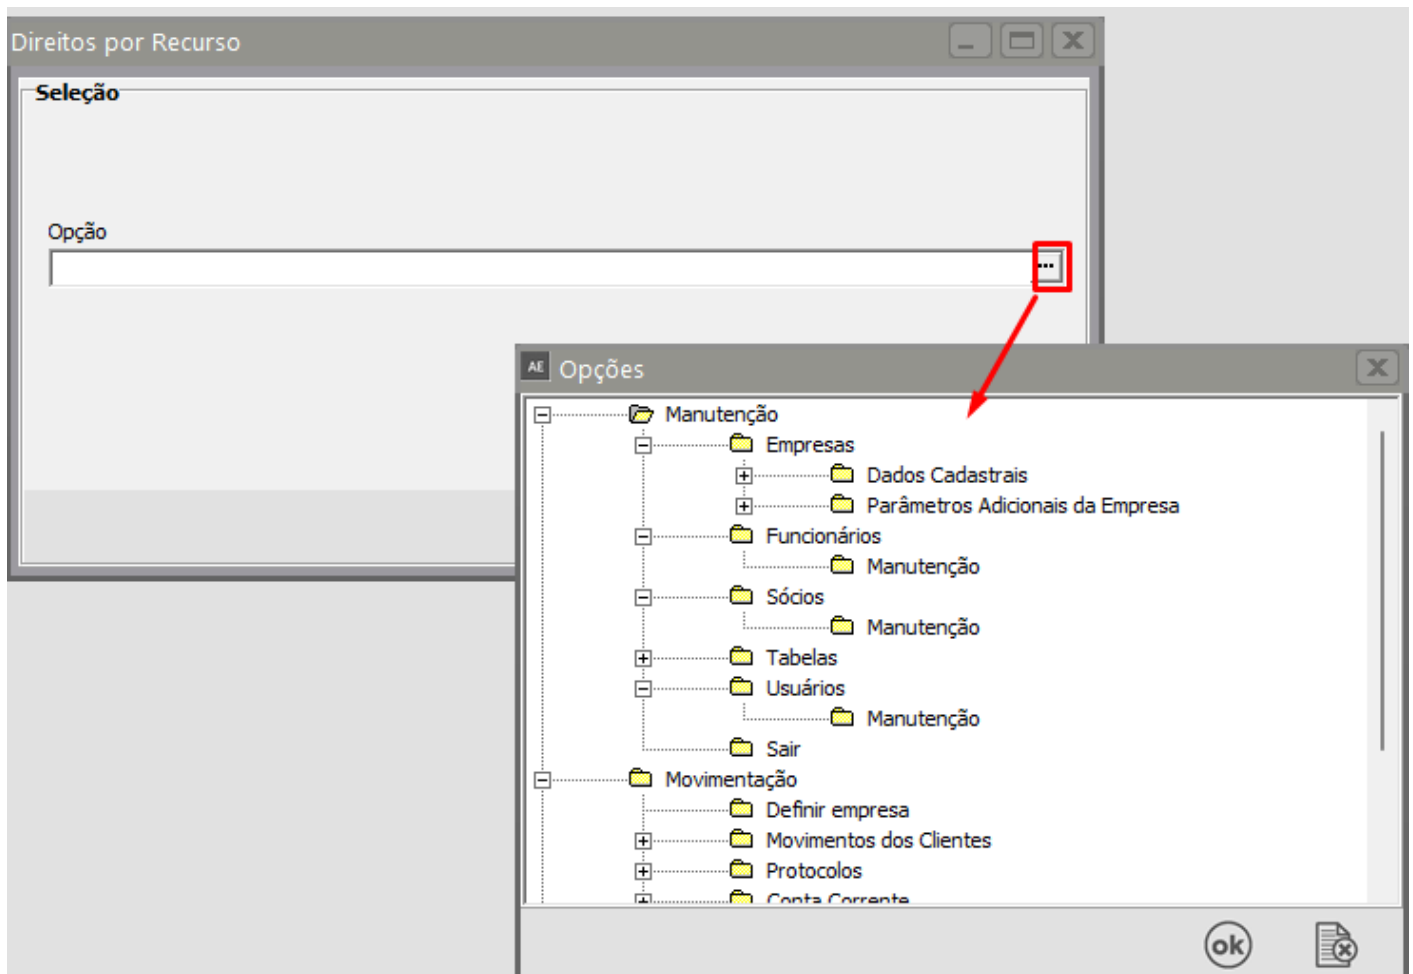 Direitos por Recurso
Seleção
Opção
...
AE Opções
Manutenção
Empresas
Dados Cadastrais
Parâmetros Adicionais da Empresa
Funcionários
Manutenção
Sócios
Manutenção
Tabelas
Usuários
Manutenção
Sair
Movimentação
Definir empresa
Movimentos dos Clientes
Protocolos
Conta Corrente
ok